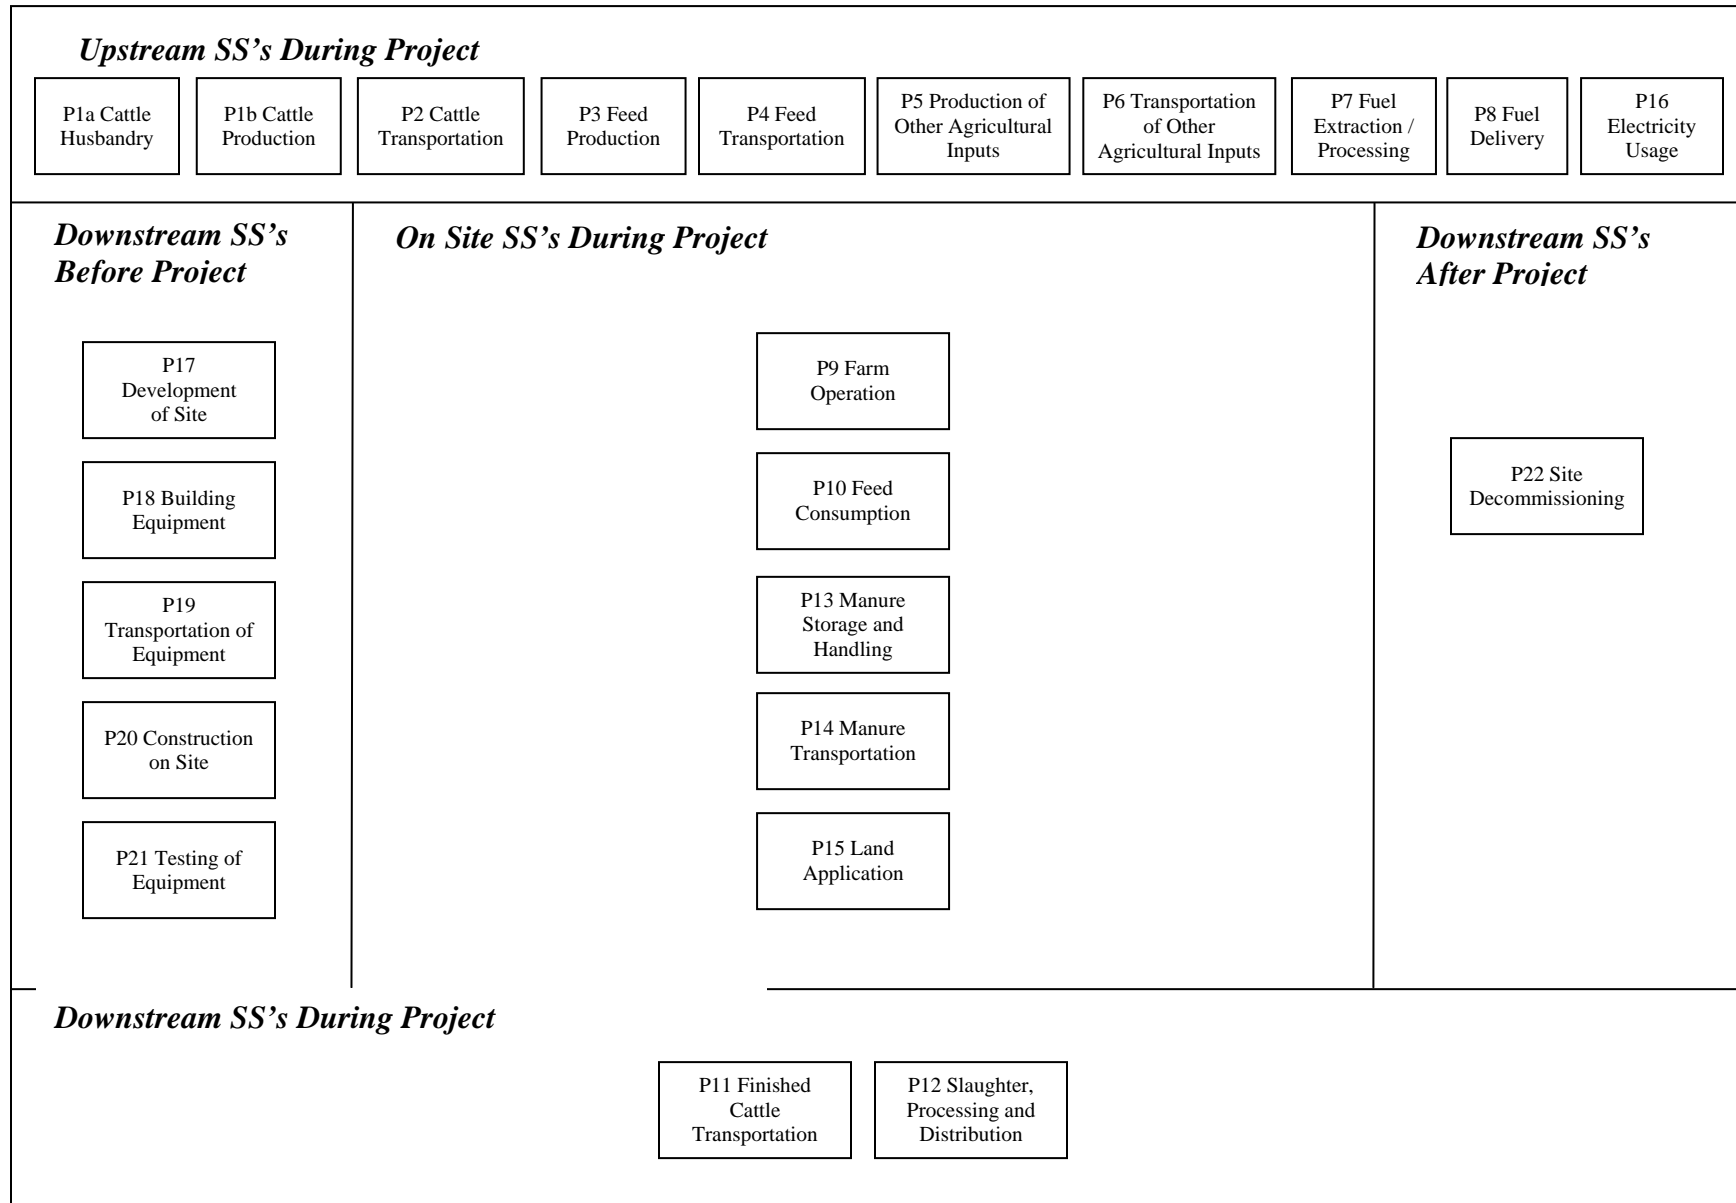 Upstream SS’s During Project
P1a Cattle
Husbandry
P1b Cattle
Production
P2 Cattle
Transportation
P3 Feed
Production
P4 Feed
Transportation
P5 Production of
Other Agricultural
Inputs
P6 Transportation
of Other
Agricultural Inputs
P7 Fuel
Extraction /
Processing
P8 Fuel
Delivery
P16
Electricity
Usage
Downstream SS’s
Before Project
P17
Development
of Site
P18 Building
Equipment
P19
Transportation of
Equipment
P20 Construction
on Site
P21 Testing of
Equipment
On Site SS’s During Project
P9 Farm
Operation
P10 Feed
Consumption
P13 Manure
Storage and
Handling
P14 Manure
Transportation
P15 Land
Application
Downstream SS’s
After Project
P22 Site
Decommissioning
Downstream SS’s During Project
P11 Finished
Cattle
Transportation
P12 Slaughter,
Processing and
Distribution